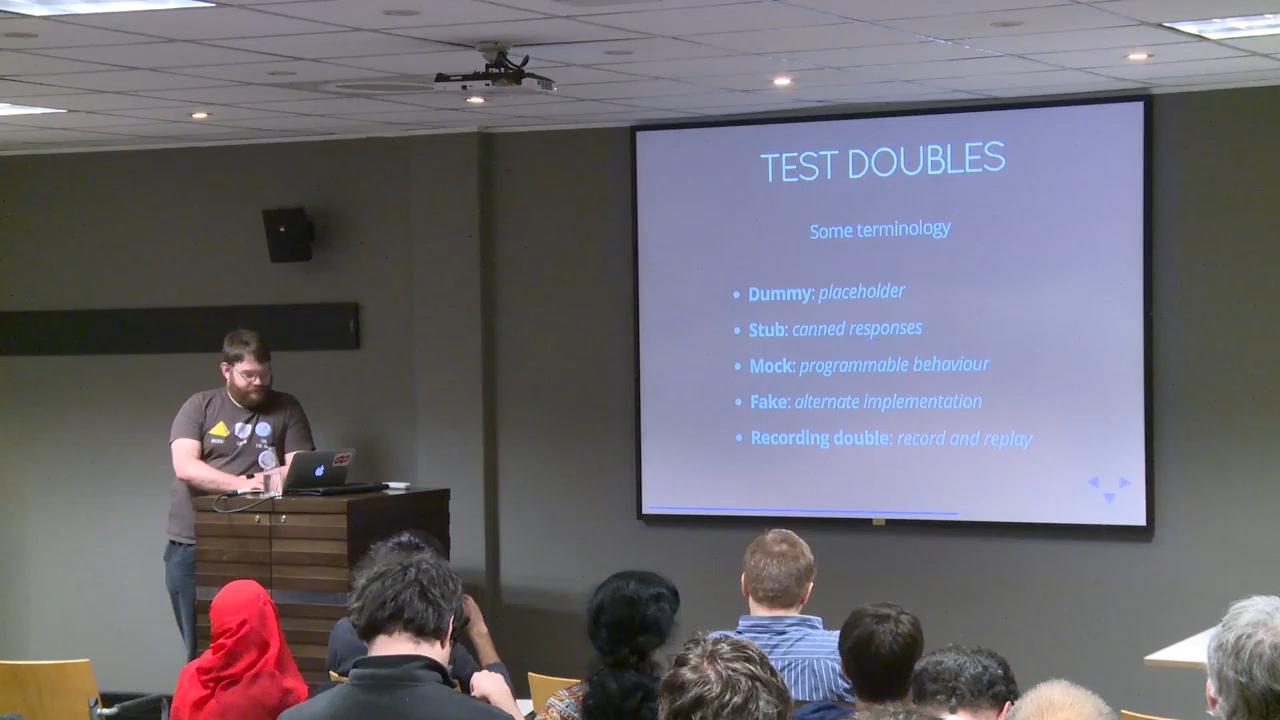 TEST DOUBLES
Some terminology
• Dummy: placeholder
• Stub: canned responses
• Mock: programmable behaviour
• Fake: alternate implementation
• Recording double: record and replay